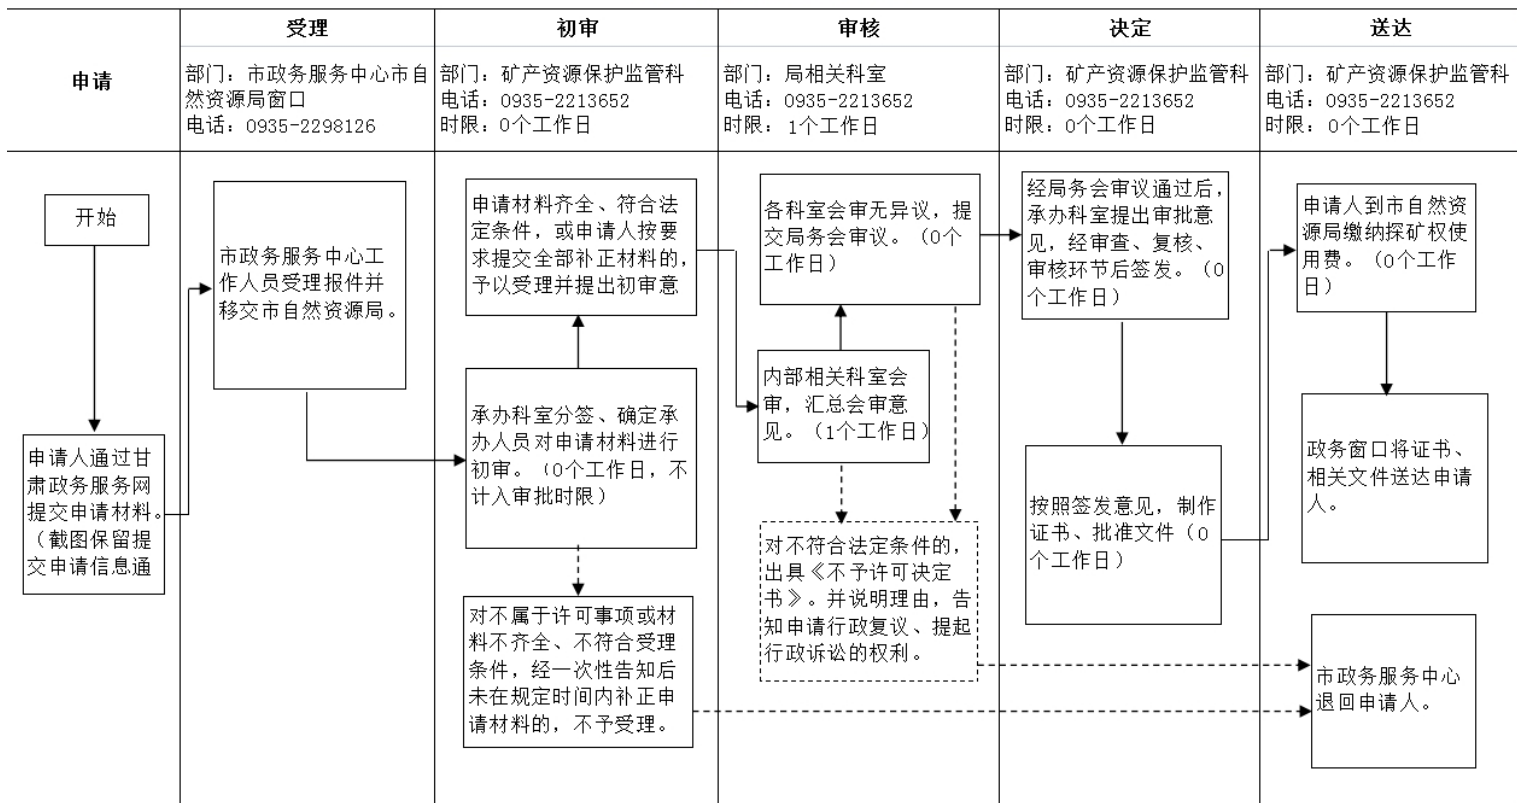 申请
受理
部门：市政务服务中心市自
然资源局窗口
电话：0935-2298126
初审
部门：矿产资源保护监管科
电话：0935-2213652
时限：0个工作日
审核
部门：局相关科室
电话：0935-2213652
时限：1个工作日
决定
部门：矿产资源保护监管科
电话：0935-2213652
时限：0个工作日
送达
部门：矿产资源保护监管科
电话：0935-2213652
时限：0个工作日
开始
申请人通过甘
肃政务服务网
提交申请材料。
（截图保留提
交申请信息通
市政务服务中心工
作人员受理报件并
移交市自然资源局。
申请材料齐全、符合法
定条件，或申请人按要
求提交全部补正材料的，
予以受理并提出初审意
承办科室分签、确定承
办人员对申请材料进行
初审。（0个工作日，不
计入审批时限）
对不属于许可事项或材
料不齐全、不符合受理
条件，经一次性告知后
未在规定时间内补正申
请材料的，不予受理。
各科室会审无异议，提
交局务会审议。（0个
工作日）
内部相关科室会
审，汇总会审意
见。（1个工作日）
对不符合法定条件的，
出具《不予许可决定
书》。并说明理由，告
知申请行政复议、提起
行政诉讼的权利。
经局务会审议通过后，
承办科室提出审批意
见，经审查、复核、
审核环节后签发。（0
个工作日）
按照签发意见，制作
证书、批准文件（0
个工作日）
申请人到市自然资
源局缴纳探矿权使
用费。（0个工作
日）
政务窗口将证书、
相关文件送达申请
人。
市政务服务中心
退回申请人。